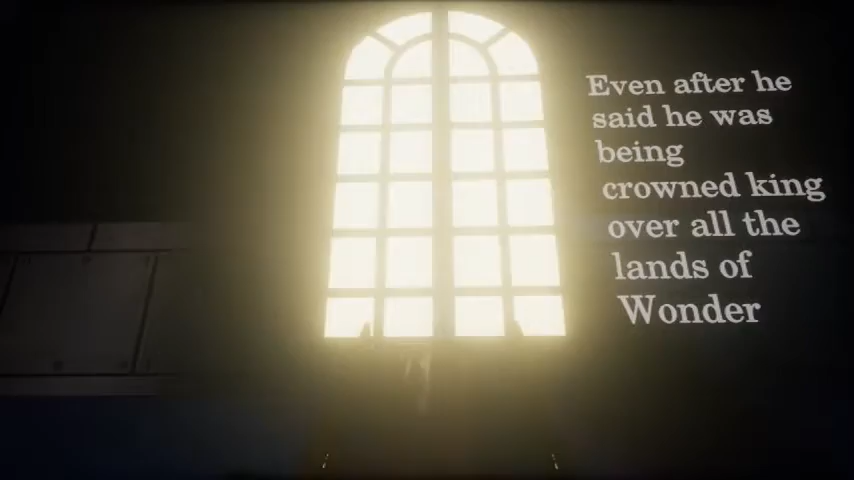 Even after he
said he was
being
crowned king
over all the
lands of
Wonder